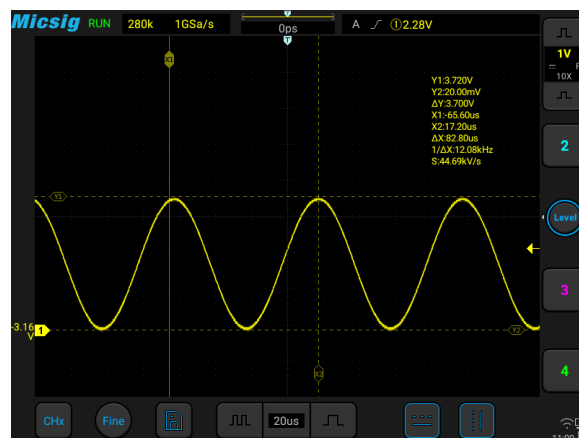 Micsig RUN 280k 1GSa/s 0ps A ①2.28V
T
T
1V
10X
X1
Y1:3.720V
Y2:20.00mV
ΔY:3.700V
X1:-65.60us
X2:17.20us
ΔX:82.80us
1/ΔX:12.08kHz
S:44.69kV/s
2
Y1
Level
3
-3.16
V
1
Y2
X2
4
CHx Fine 20us